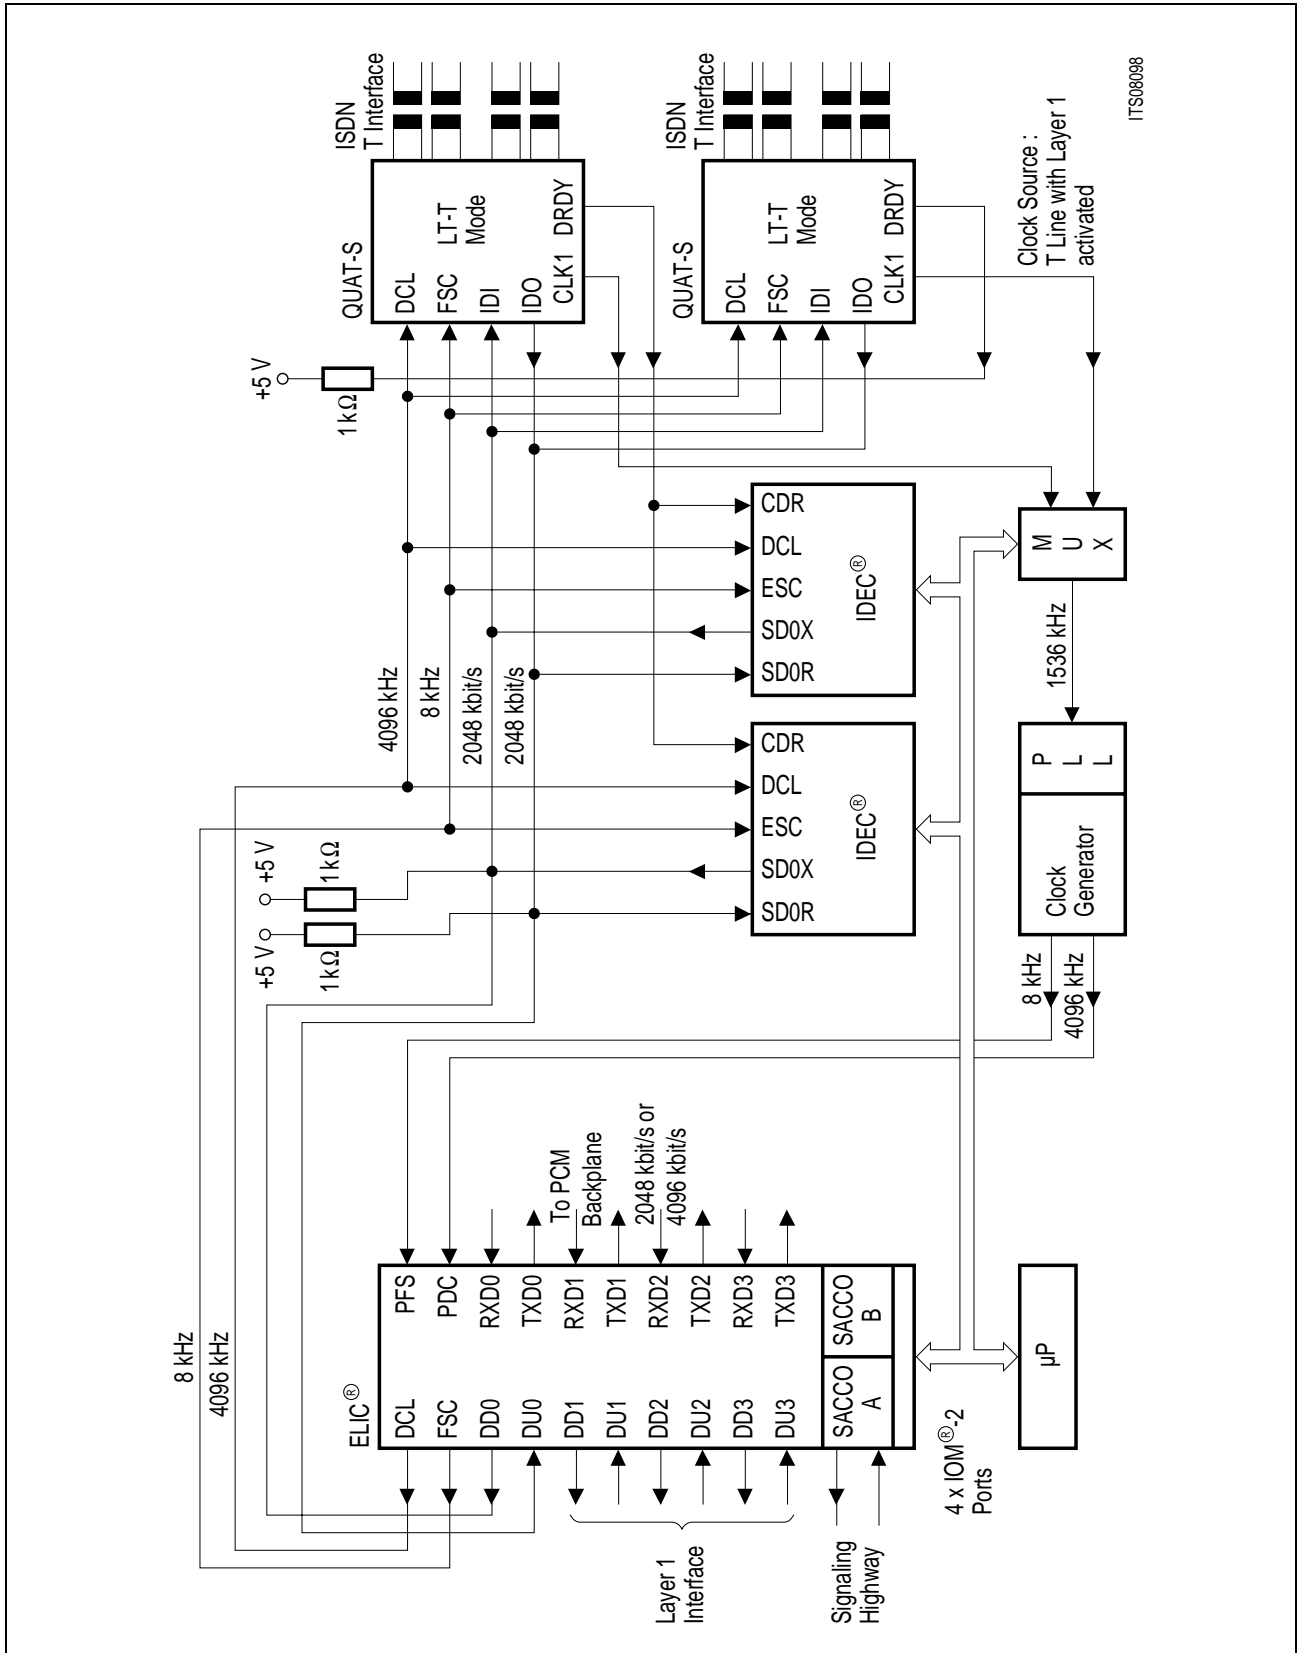 ITS08098
ISDN
T Interface
ISDN
T Interface
Clock Source :
T Line with Layer 1
activated
QUAT-S
DCL
FSC
IDI
IDO
LT-T
Mode
CLK1
DRDY
QUAT-S
DCL
FSC
IDI
IDO
LT-T
Mode
CLK1
DRDY
+5 V
1 kΩ
CDR
DCL
ESC
SD0X
SD0R
IDEC®
M
U
X
1536 kHz
4096 kHz
8 kHz
2048 kbit/s
2048 kbit/s
CDR
DCL
ESC
SD0X
SD0R
IDEC®
P
L
L
Clock
Generator
+5 V
1 kΩ
+5 V
1 kΩ
8 kHz
4096 kHz
To PCM
Backplane
2048 kbit/s or
4096 kbit/s
8 kHz
4096 kHz
ELIC®
PFS
PDC
RXD0
TXD0
RXD1
TXD1
RXD2
TXD2
RXD3
TXD3
SACCO
B
DCL
FSC
DD0
DU0
DD1
DU1
DD2
DU2
DD3
DU3
SACCO
A
µP
4 x IOM®-2
Ports
Layer 1
Interface
Signaling
Highway